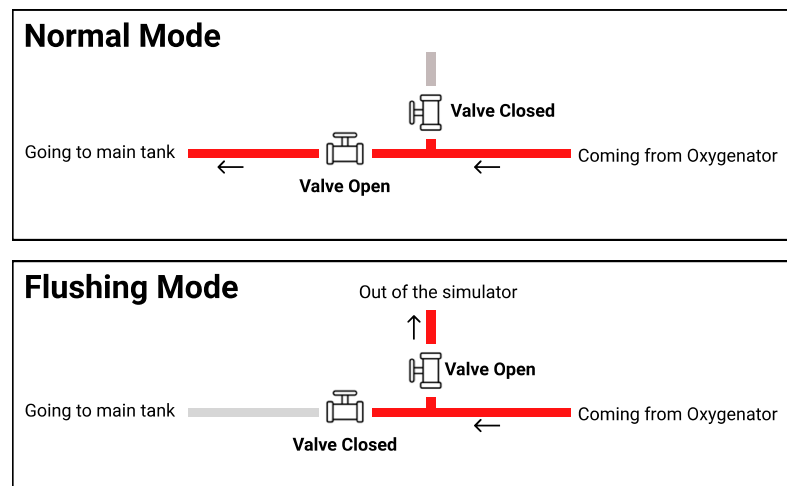 Normal Mode
Valve Closed
Going to main tank
Coming from Oxygenator
Valve Open
Flushing Mode
Out of the simulator
Valve Open
Going to main tank
Coming from Oxygenator
Valve Closed